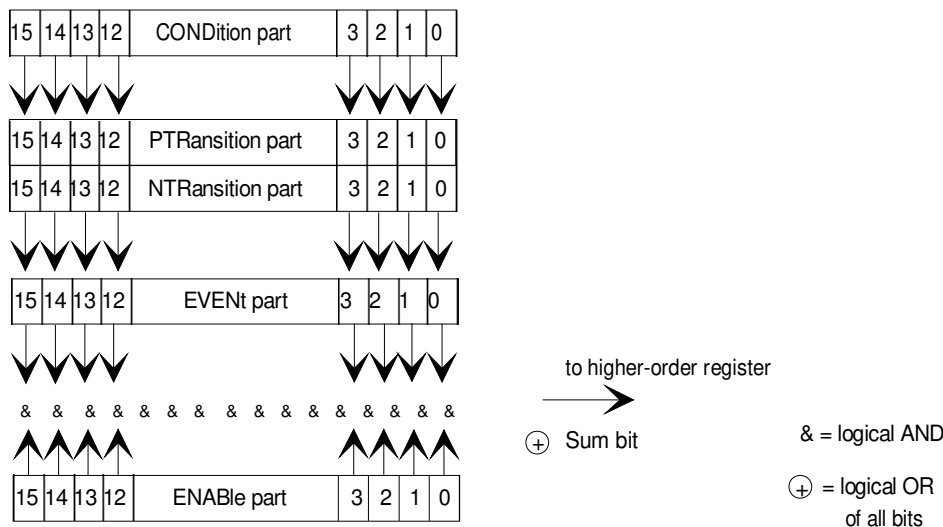 15 14 13 12 CONDition part 3 2 1 0
15 14 13 12 PTRansition part 3 2 1 0
15 14 13 12 NTRansition part 3 2 1 0
15 14 13 12 EVENt part 3 2 1 0
to higher-order register
& & & & & & & & & & & & & & & &
+ Sum bit
& = logical AND
15 14 13 12 ENABle part 3 2 1 0
+ = logical OR
of all bits